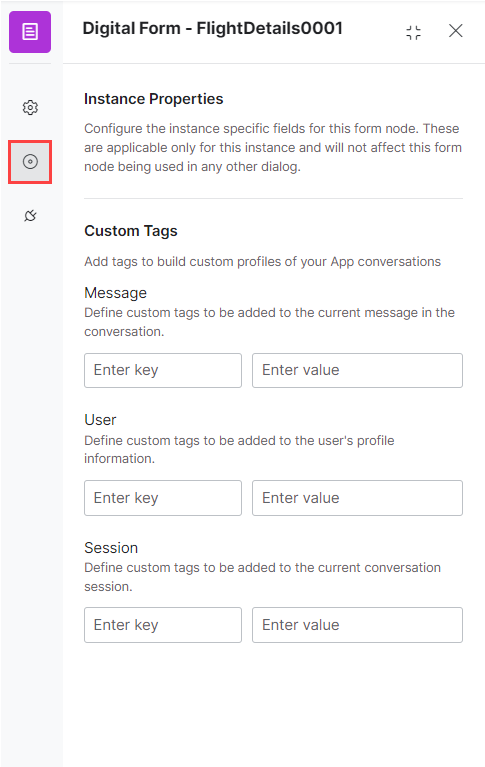 Digital Form - FlightDetails0001
Instance Properties
Configure the instance specific fields for this form node. These
are applicable only for this instance and will not affect this form
node being used in any other dialog.
Custom Tags
Add tags to build custom profiles of your App conversations
Message
Define custom tags to be added to the current message in the
conversation.
Enter key Enter value
User
Define custom tags to be added to the user's profile
information.
Enter key Enter value
Session
Define custom tags to be added to the current conversation
session.
Enter key Enter value